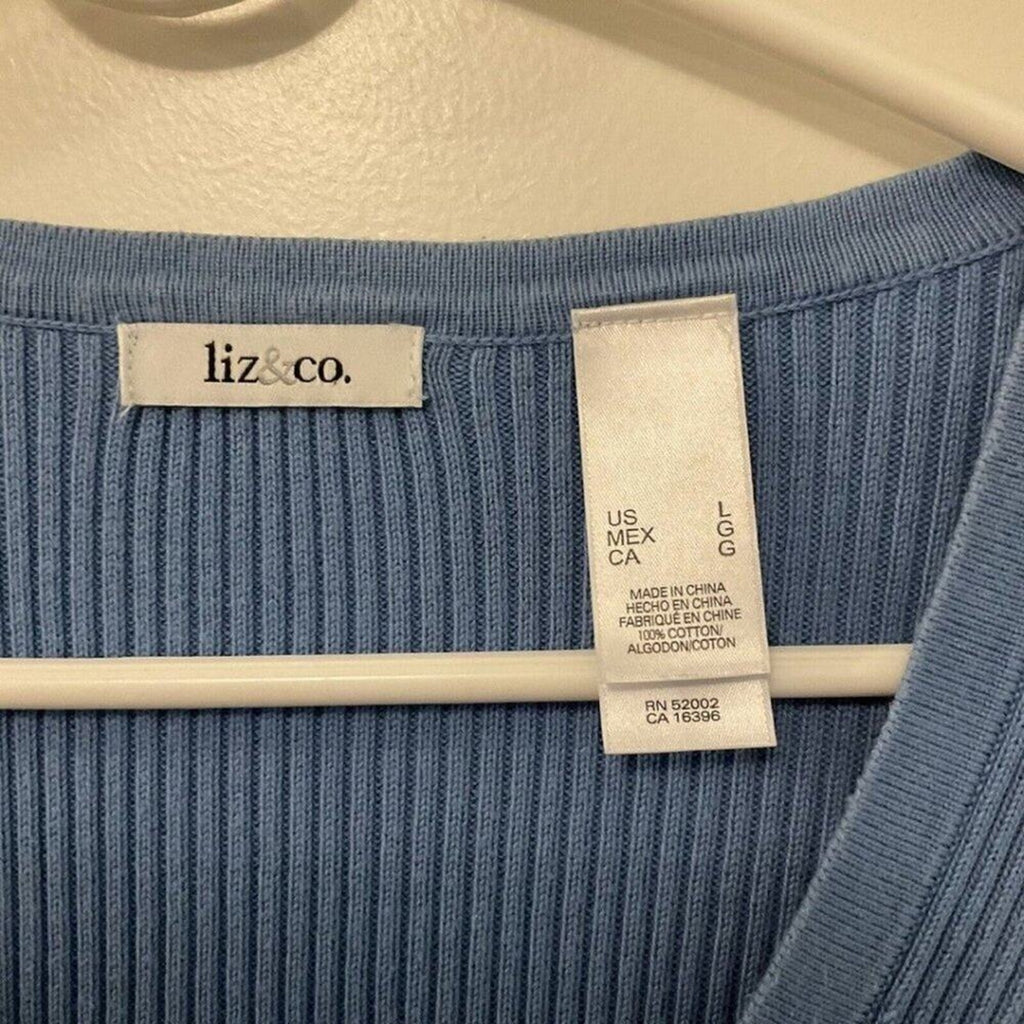 liz&co.
US L
MEX G
CA G
MADE IN CHINA
HECHO EN CHINA
FABRIQUÉ EN CHINE
100% COTTON/
ALGODON/COTON
RN 52002
CA 16396